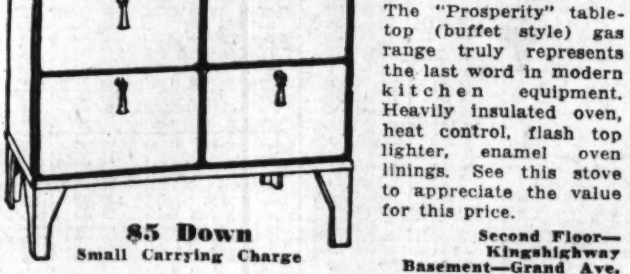 The "Prosperity" table-
top (buffet style) gas
range truly represents
the last word in modern
kitchen equipment.
Heavily insulated oven,
heat control, flash top
lighter, enamel oven
linings. See this stove
to appreciate the value
for this price.
Second Floor—
Kingshighway
Basement—Grand Ave.
$5 Down
Small Carrying Charge